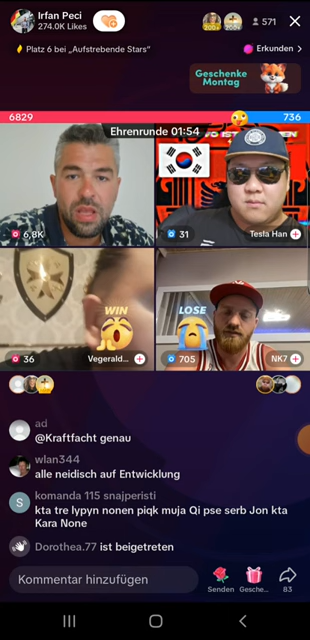 Irfan Peci
274.0K Likes
200+
571
Platz 6 bei „Aufstrebende Stars“
Erkunden
Geschenke
Montag
6829
736
Ehrenrunde 01:54
6,8K
31
Tesla Han
WIN
LOSE
36
Vegerald...
705
NK7
ad
@Kraftfacht genau
wlan344
alle neidisch auf Entwicklung
S
komanda 115 snajperisti
kta tre lypyn nonen piqk muja Qi pse serb Jon kta
Kara None
Dorothea.77 ist beigetreten
Kommentar hinzufügen
Senden
Gesche...
83